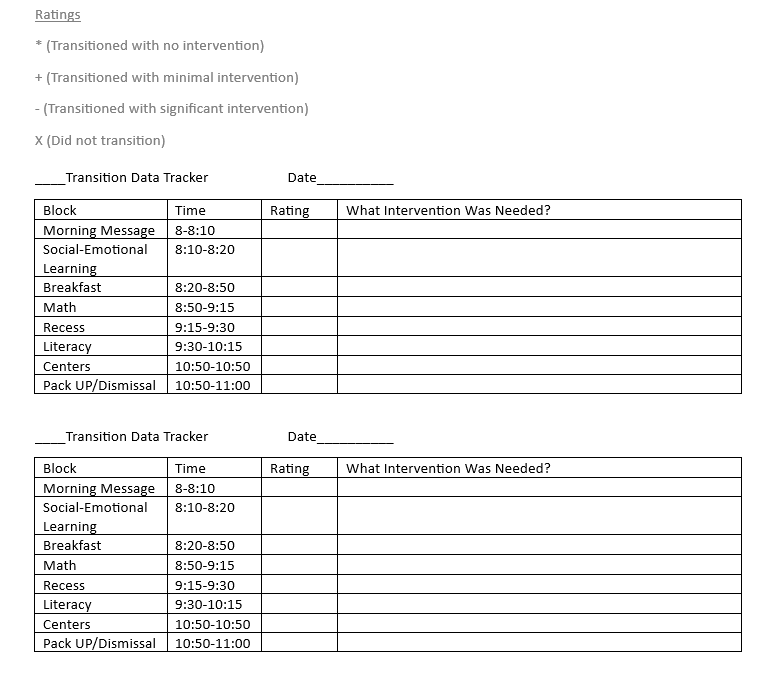 Ratings
* (Transitioned with no intervention)
+ (Transitioned with minimal intervention)
- (Transitioned with significant intervention)
X (Did not transition)
____Transition Data Tracker Date__________
Block Time Rating What Intervention Was Needed?
Morning Message 8-8:10
Social-Emotional 8:10-8:20
Learning
Breakfast 8:20-8:50
Math 8:50-9:15
Recess 9:15-9:30
Literacy 9:30-10:15
Centers 10:50-10:50
Pack UP/Dismissal 10:50-11:00
____Transition Data Tracker Date__________
Block Time Rating What Intervention Was Needed?
Morning Message 8-8:10
Social-Emotional 8:10-8:20
Learning
Breakfast 8:20-8:50
Math 8:50-9:15
Recess 9:15-9:30
Literacy 9:30-10:15
Centers 10:50-10:50
Pack UP/Dismissal 10:50-11:00